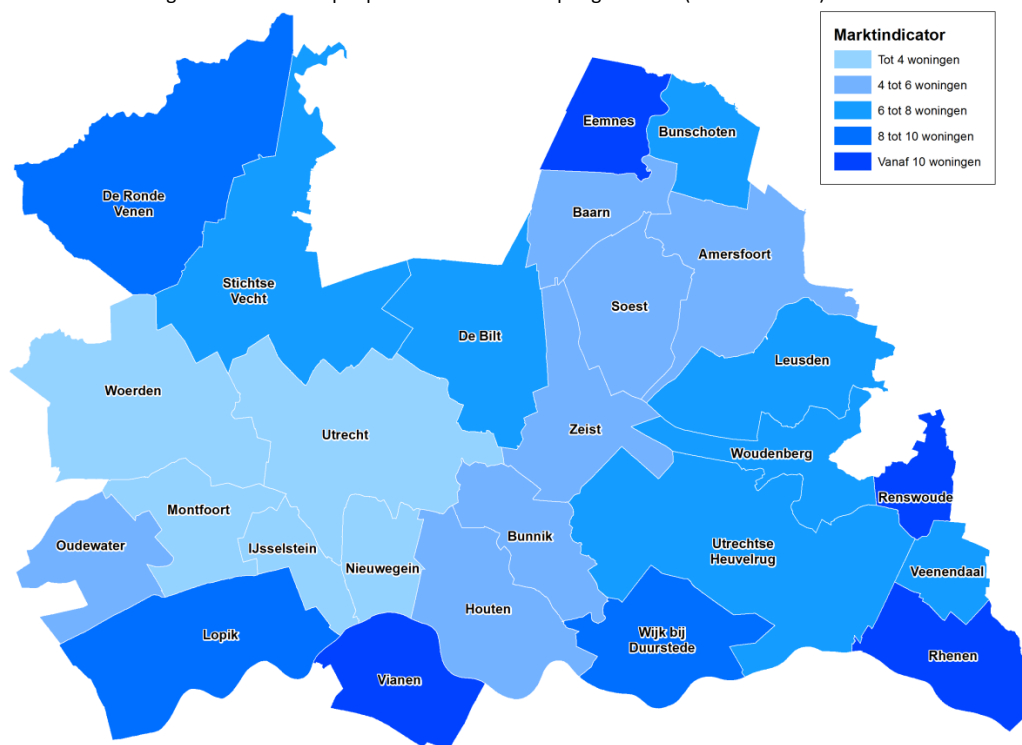 Marktindicator
Tot 4 woningen
4 tot 6 woningen
6 tot 8 woningen
8 tot 10 woningen
Vanaf 10 woningen
Eemnes
Bunschoten
De Ronde
Venen
Baarn
Amersfoort
Stichtse
Vecht
Soest
De Bilt
Leusden
Woerden
Utrecht
Zeist
Woudenberg
Renswoude
Montfoort
Oudewater
IJsselstein
Bunnik
Utrechtse
Heuvelrug
Nieuwegein
Veenendaal
Houten
Lopik
Wijk bij
Duurstede
Rhenen
Vianen